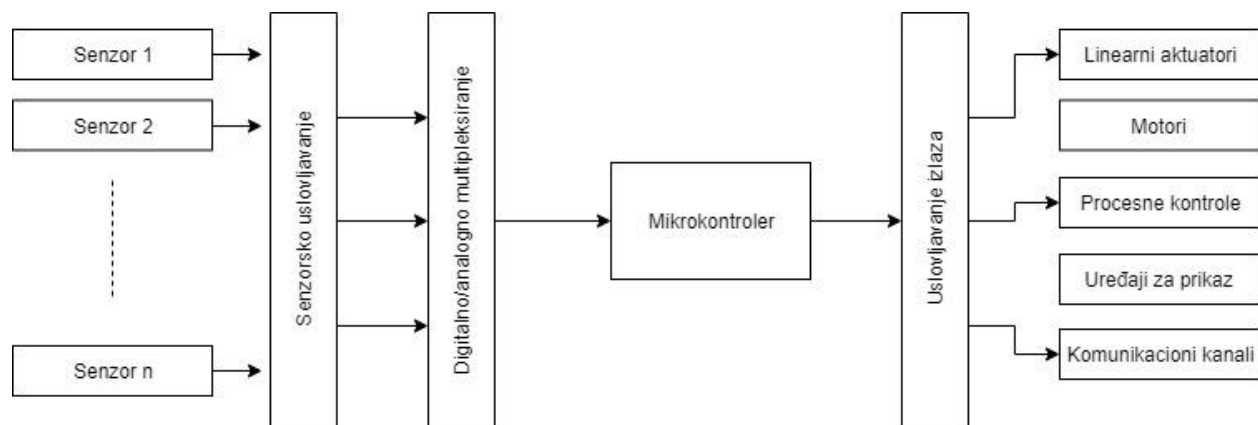 Senzor 1
Senzor 2
Senzor n
Senzorsko uslovljavanje
Digitalno/analogno multipleksiranje
Mikrokontroler
Uslovljavanje izlaza
Linearni aktuatori
Motori
Procesne kontrole
Uređaji za prikaz
Komunikacioni kanali